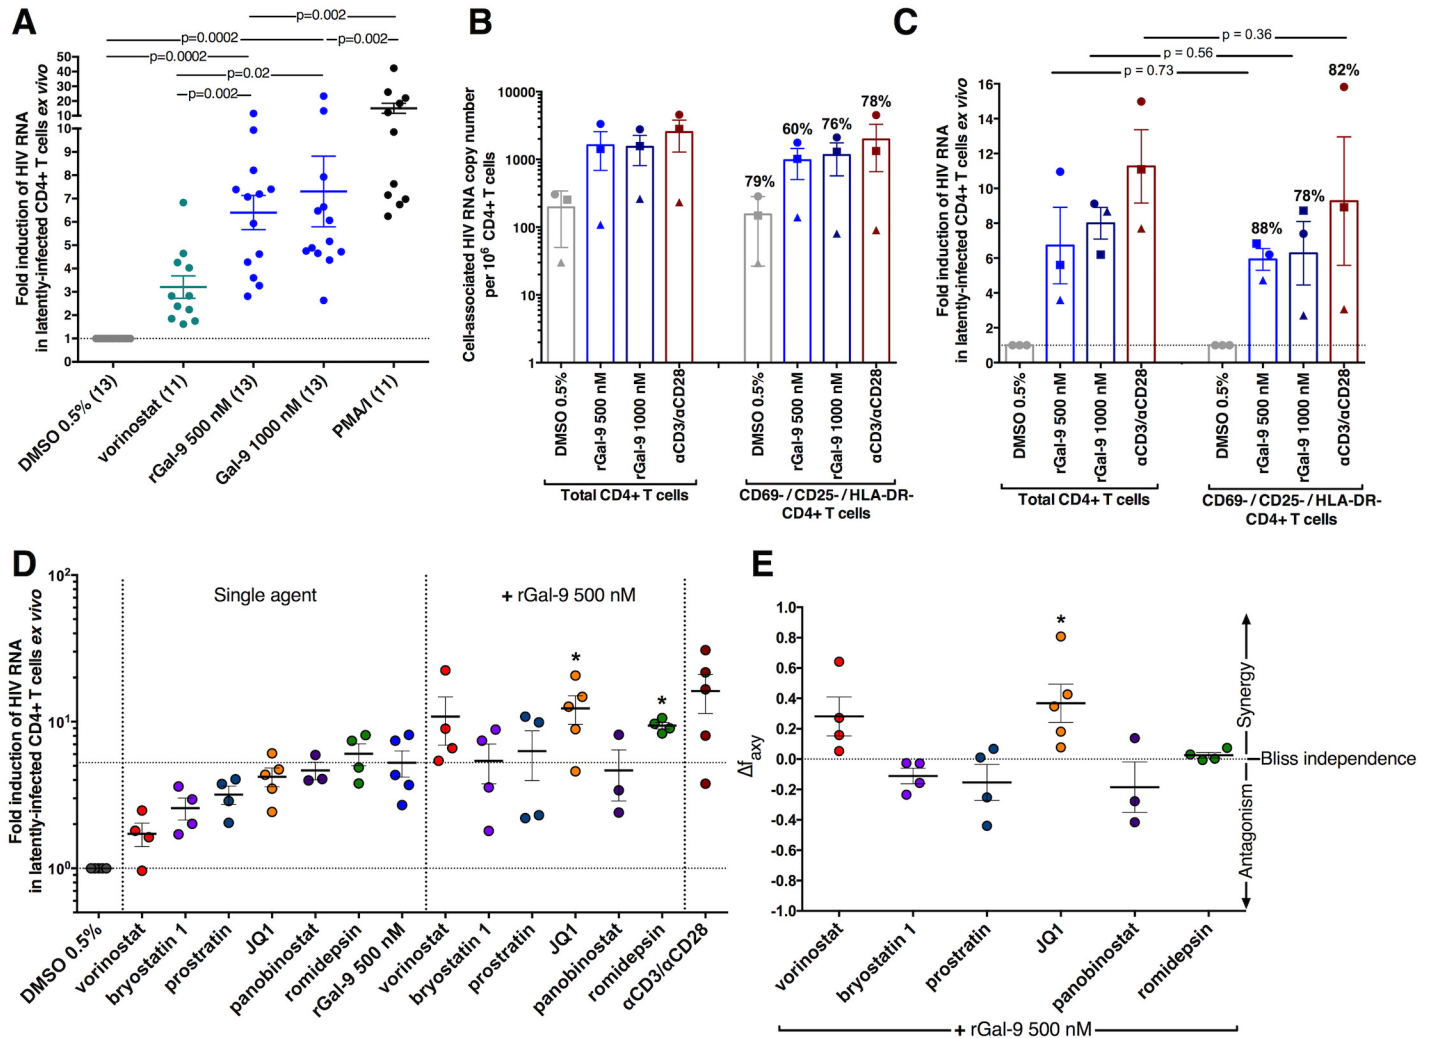 A
p=0.002
p=0.0002
p=0.002
p=0.0002
p=0.02
p=0.002
Fold induction of HIV RNA
in latently-infected CD4+ T cells ex vivo
50
40
30
20
10
10
9
8
7
6
5
4
3
2
1
0
DMSO 0.5% (13)
vorinostat (11)
rGal-9 500 nM (13)
Gal-9 1000 nM (13)
PMA/I (11)
B
Cell-associated HIV RNA copy number
per 10⁶ CD4+ T cells
10000
1000
100
10
1
79%
60%
76%
78%
DMSO 0.5%
rGal-9 500 nM
rGal-9 1000 nM
αCD3/αCD28
DMSO 0.5%
rGal-9 500 nM
rGal-9 1000 nM
αCD3/αCD28
Total CD4+ T cells
CD69- / CD25- / HLA-DR-
CD4+ T cells
C
p = 0.36
p = 0.56
p = 0.73
Fold induction of HIV RNA
in latently-infected CD4+ T cells ex vivo
16
14
12
10
8
6
4
2
0
88%
78%
82%
DMSO 0.5%
rGal-9 500 nM
rGal-9 1000 nM
αCD3/αCD28
DMSO 0.5%
rGal-9 500 nM
rGal-9 1000 nM
αCD3/αCD28
Total CD4+ T cells
CD69- / CD25- / HLA-DR-
CD4+ T cells
D
Fold induction of HIV RNA
in latently-infected CD4+ T cells ex vivo
10²
10¹
10⁰
Single agent
+ rGal-9 500 nM
*
*
DMSO 0.5%
vorinostat
bryostatin 1
prostratin
JQ1
panobinostat
romidepsin
rGal-9 500 nM
vorinostat
bryostatin 1
prostratin
JQ1
panobinostat
romidepsin
αCD3/αCD28
E
Δfaxy
1.0
0.8
0.6
0.4
0.2
0.0
-0.2
-0.4
-0.6
-0.8
-1.0
*
Synergy
Bliss independence
Antagonism
vorinostat
bryostatin 1
prostratin
JQ1
panobinostat
romidepsin
+ rGal-9 500 nM